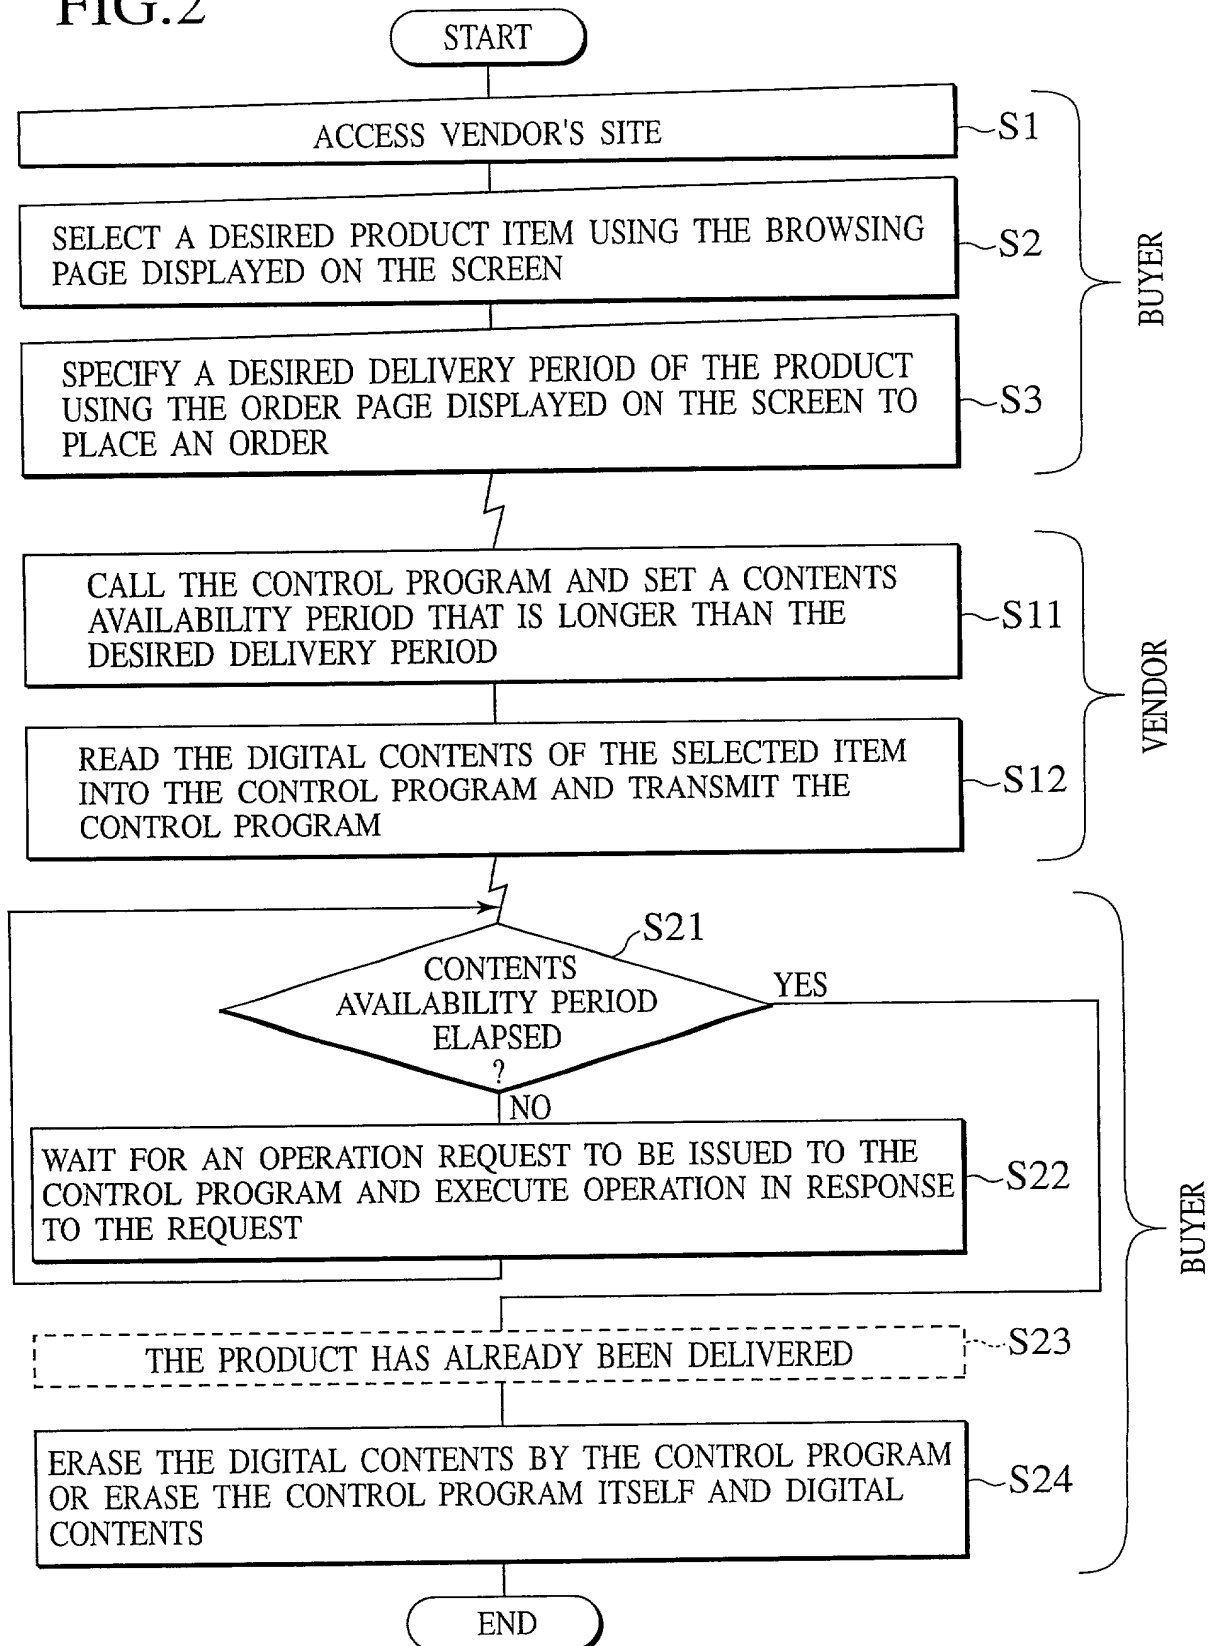 FIG.2
START
ACCESS VENDOR'S SITE
S1
SELECT A DESIRED PRODUCT ITEM USING THE BROWSING
PAGE DISPLAYED ON THE SCREEN
S2
SPECIFY A DESIRED DELIVERY PERIOD OF THE PRODUCT
USING THE ORDER PAGE DISPLAYED ON THE SCREEN TO
PLACE AN ORDER
S3
BUYER
CALL THE CONTROL PROGRAM AND SET A CONTENTS
AVAILABILITY PERIOD THAT IS LONGER THAN THE
DESIRED DELIVERY PERIOD
S11
READ THE DIGITAL CONTENTS OF THE SELECTED ITEM
INTO THE CONTROL PROGRAM AND TRANSMIT THE
CONTROL PROGRAM
S12
VENDOR
S21
CONTENTS
AVAILABILITY PERIOD
ELAPSED
?
YES
NO
WAIT FOR AN OPERATION REQUEST TO BE ISSUED TO THE
CONTROL PROGRAM AND EXECUTE OPERATION IN RESPONSE
TO THE REQUEST
S22
THE PRODUCT HAS ALREADY BEEN DELIVERED
S23
ERASE THE DIGITAL CONTENTS BY THE CONTROL PROGRAM
OR ERASE THE CONTROL PROGRAM ITSELF AND DIGITAL
CONTENTS
S24
BUYER
END